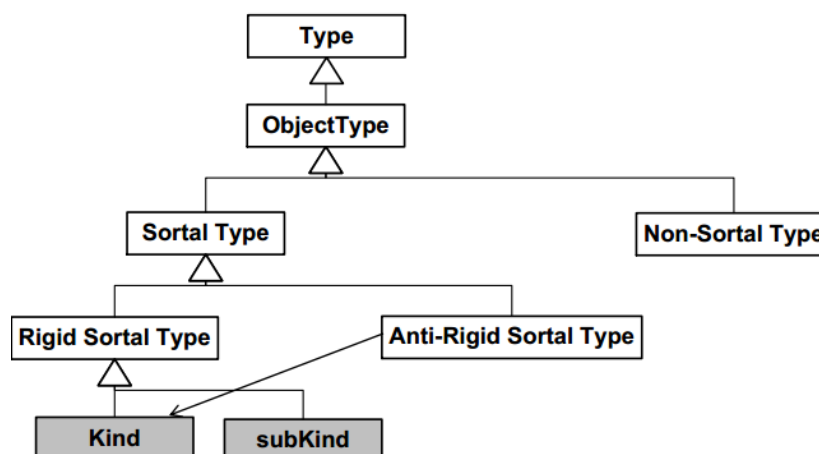 Type
ObjectType
Sortal Type
Non-Sortal Type
Rigid Sortal Type
Anti-Rigid Sortal Type
Kind
subKind